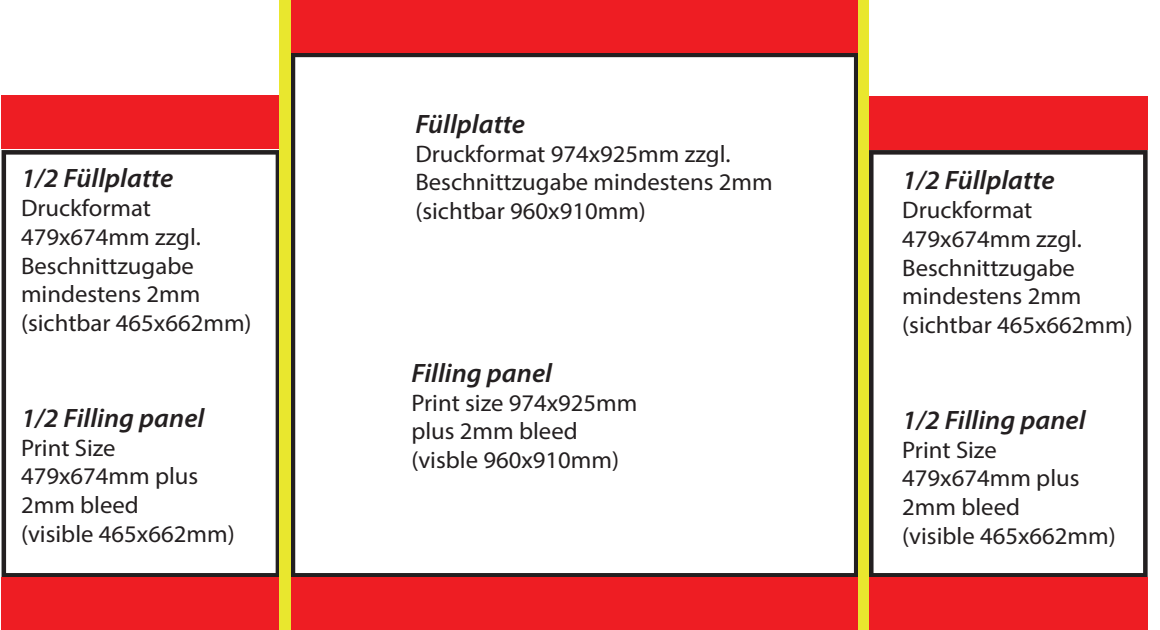 1/2 Füllplatte
Druckformat
479x674mm zzgl.
Beschnittzugabe
mindestens 2mm
(sichtbar 465x662mm)
1/2 Filling panel
Print Size
479x674mm plus
2mm bleed
(visible 465x662mm)
Füllplatte
Druckformat 974x925mm zzgl.
Beschnittzugabe mindestens 2mm
(sichtbar 960x910mm)
Filling panel
Print size 974x925mm
plus 2mm bleed
(visble 960x910mm)
1/2 Füllplatte
Druckformat
479x674mm zzgl.
Beschnittzugabe
mindestens 2mm
(sichtbar 465x662mm)
1/2 Filling panel
Print Size
479x674mm plus
2mm bleed
(visible 465x662mm)